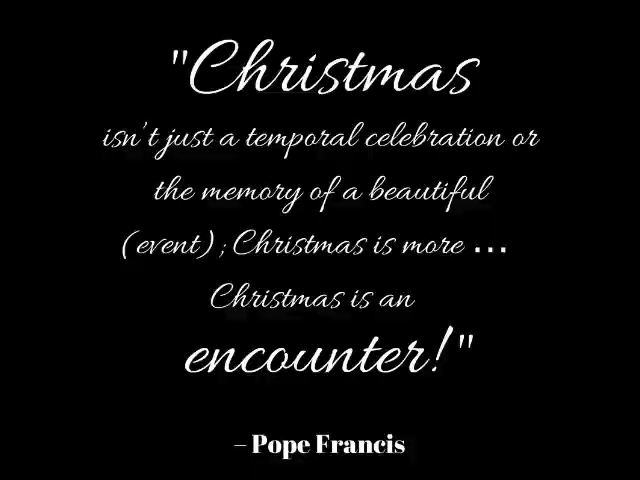 "Christmas
isn't just a temporal celebration or
the memory of a beautiful
(event); Christmas is more ...
Christmas is an
encounter!"
– Pope Francis